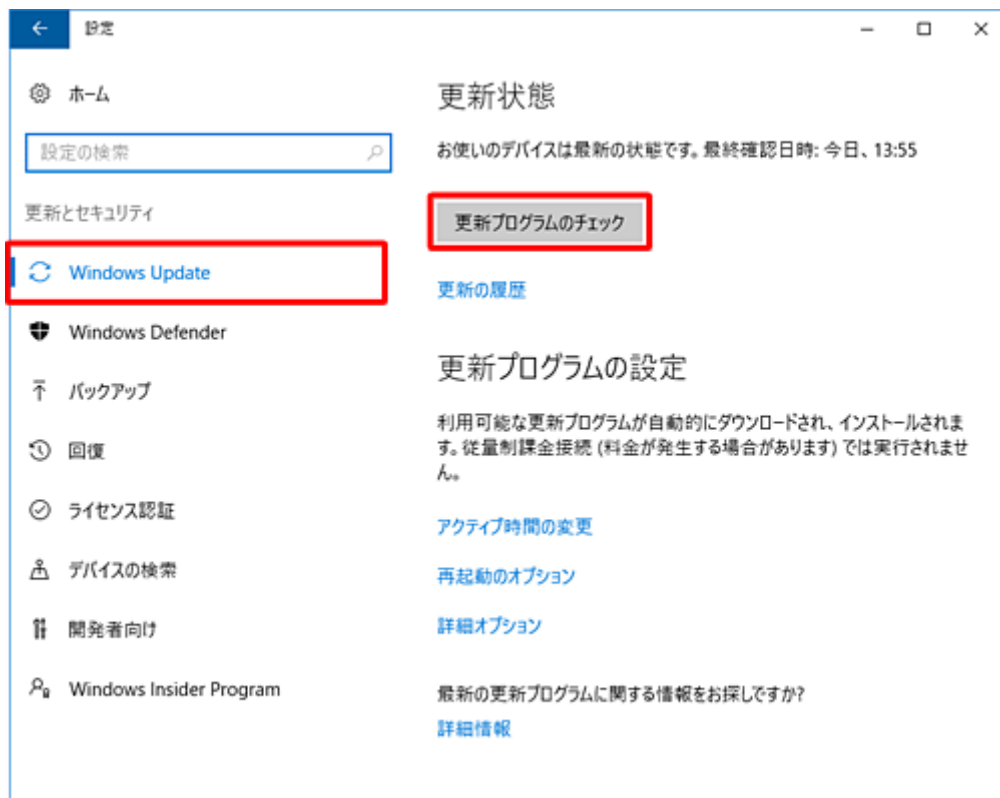 設定
ホーム
設定の検索
更新とセキュリティ
Windows Update
Windows Defender
バックアップ
回復
ライセンス認証
デバイスの検索
開発者向け
Windows Insider Program
更新状態
お使いのデバイスは最新の状態です。最終確認日時: 今日、13:55
更新プログラムのチェック
更新の履歴
更新プログラムの設定
利用可能な更新プログラムが自動的にダウンロードされ、インストールされま
す。従量制課金接続 (料金が発生する場合があります) では実行されませ
ん。
アクティブ時間の変更
再起動のオプション
詳細オプション
最新の更新プログラムに関する情報をお探しですか?
詳細情報